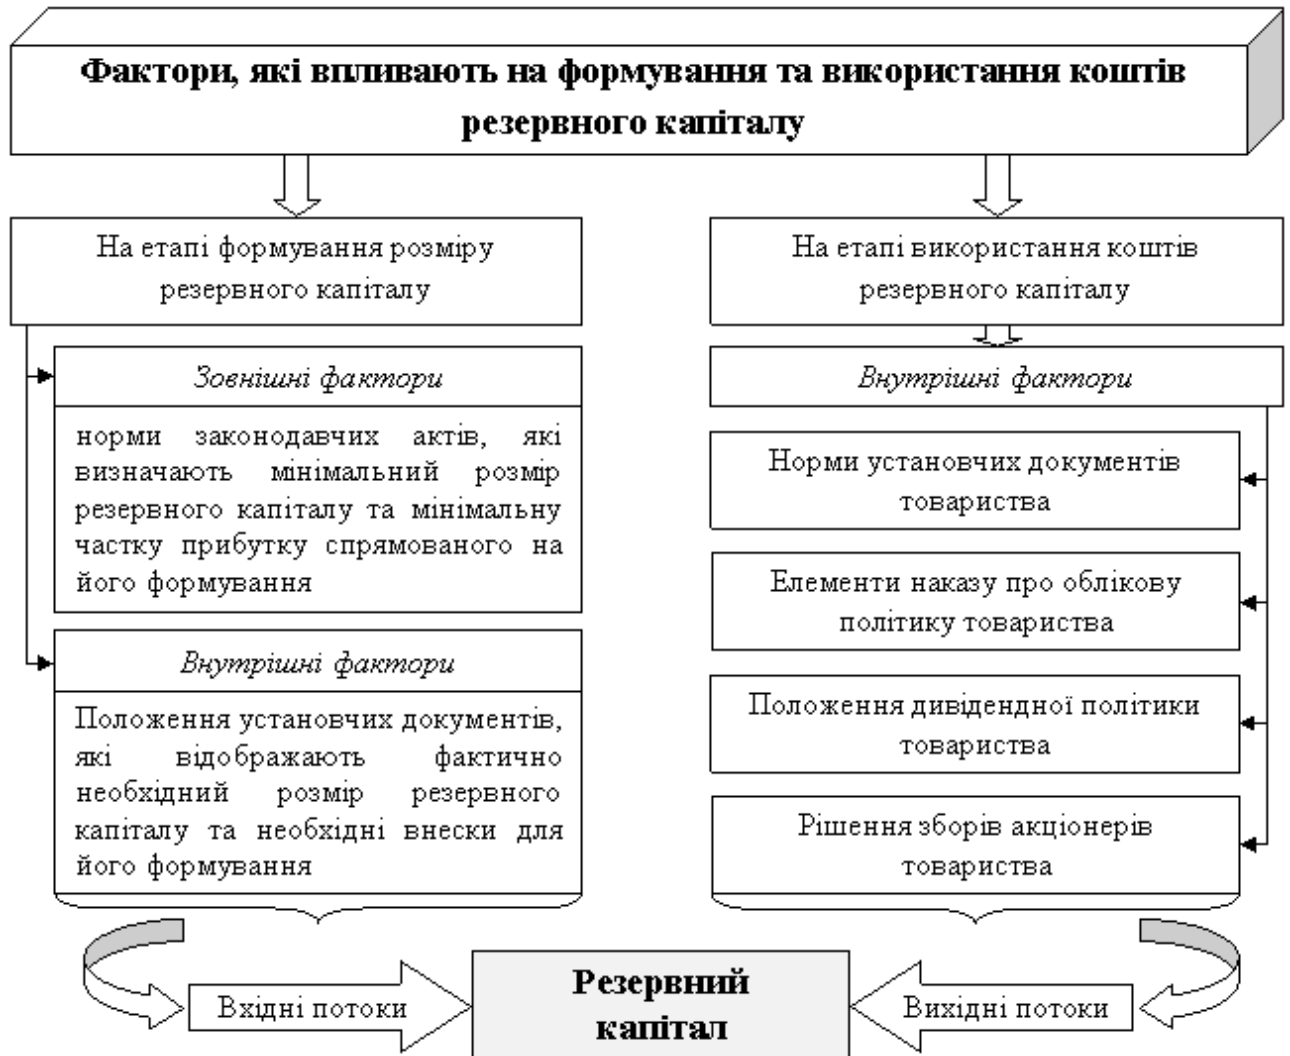 Фактори, які впливають на формування та використання коштів
резервного капіталу
На етапі формування розміру
резервного капіталу
Зовнішні фактори
норми законодавчих актів, які
визначають мінімальний розмір
резервного капіталу та мінімальну
частку прибутку спрямованого на
його формування
Внутрішні фактори
Положення установчих документів,
які відображають фактично
необхідний розмір резервного
капіталу та необхідні внески для
його формування
На етапі використання коштів
резервного капіталу
Внутрішні фактори
Норми установчих документів
товариства
Елементи наказу про облікову
політику товариства
Положення дивідендної політики
товариства
Рішення зборів акціонерів
товариства
Вхідні потоки
Резервний
капітал
Вихідні потоки